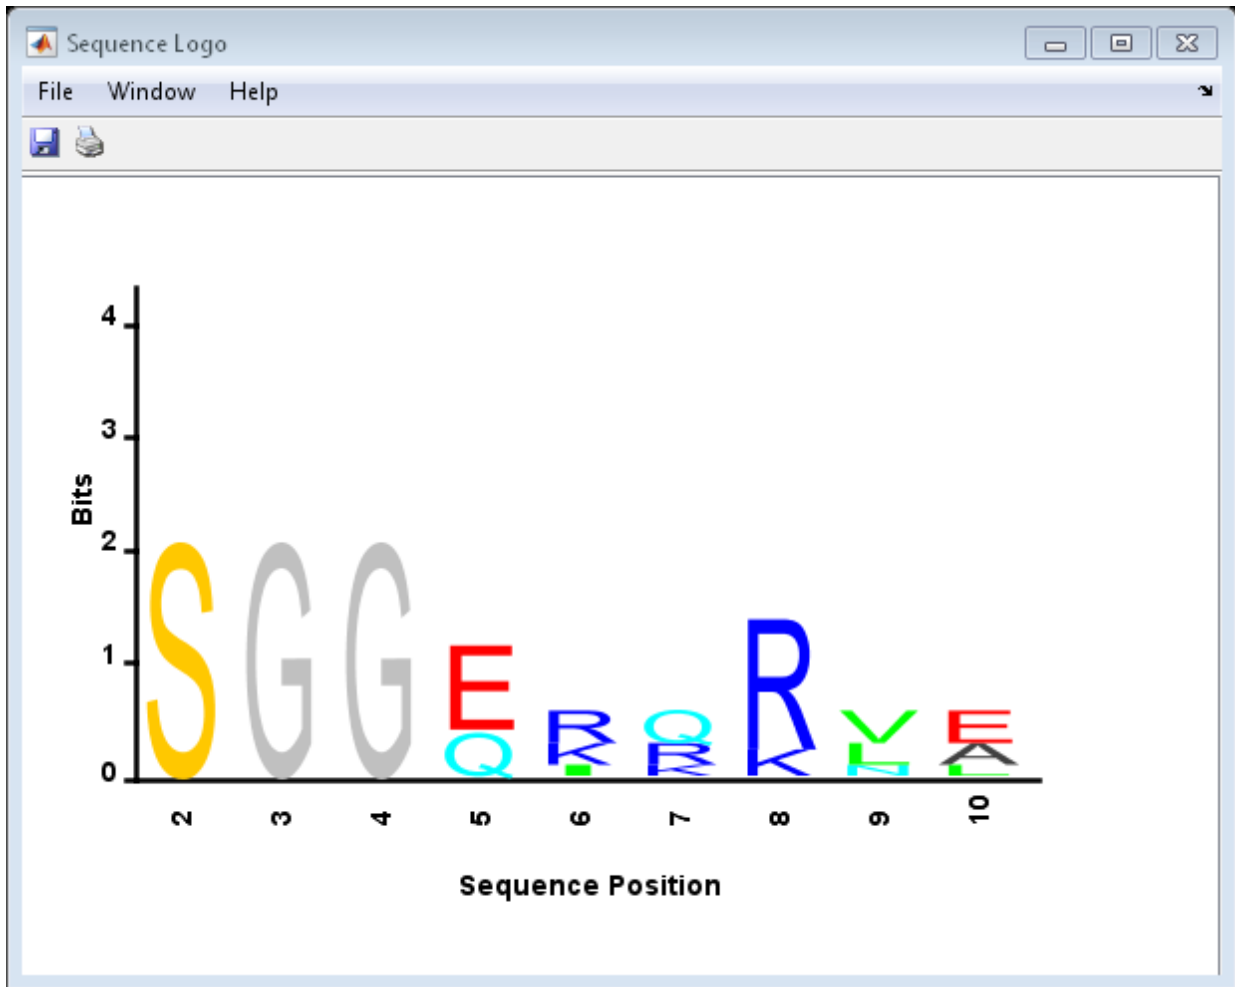 Sequence Logo
File Window Help
4
3
2
1
0
Bits
S G G E R Q R V E
Q K R K L A
I K N L
2 3 4 5 6 7 8 9 10
Sequence Position